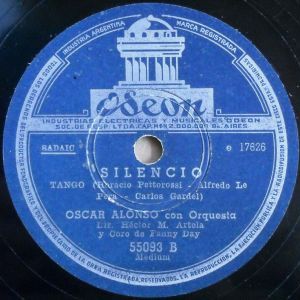 INDUSTRIA ARGENTINA
MARCA REGISTRADA
Odeon
INDUSTRIAS ELECTRICAS Y MUSICALES ODEON
SOC. DE RESP. LTDA. CAP. M$N 2.000.000 Bs. AIRES
SADAIC
e 17826
SILENCIO
TANGO (Horacio Pettorossi - Alfredo Le
Pera - Carlos Gardel)
OSCAR ALONSO con Orquesta
Dir. Héctor M. Artola
y Coro de Fanny Day
55093 B
Medium